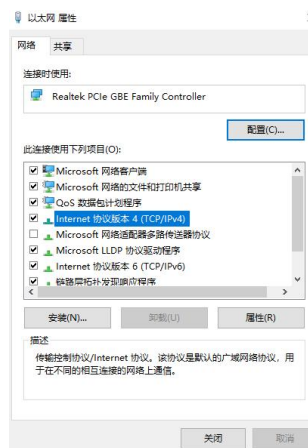 以太网 属性
网络
共享
连接时使用:
Realtek PCIe GBE Family Controller
配置(C)...
此连接使用下列项目(O):
Microsoft 网络客户端
Microsoft 网络的文件和打印机共享
QoS 数据包计划程序
Internet 协议版本 4 (TCP/IPv4)
Microsoft 网络适配器多路传送器协议
Microsoft LLDP 协议驱动程序
Internet 协议版本 6 (TCP/IPv6)
链路层拓扑发现响应程序
安装(N)...
卸载(U)
属性(R)
描述
传输控制协议/Internet 协议。该协议是默认的广域网络协议，用
于在不同的相互连接的网络上通信。
关闭
取消